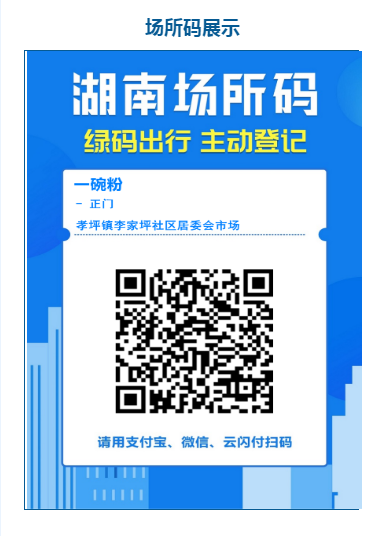 场所码展示
湖南场所码
绿码出行 主动登记
一碗粉
- 正门
孝坪镇李家坪社区居委会市场
请用支付宝、微信、云闪付扫码